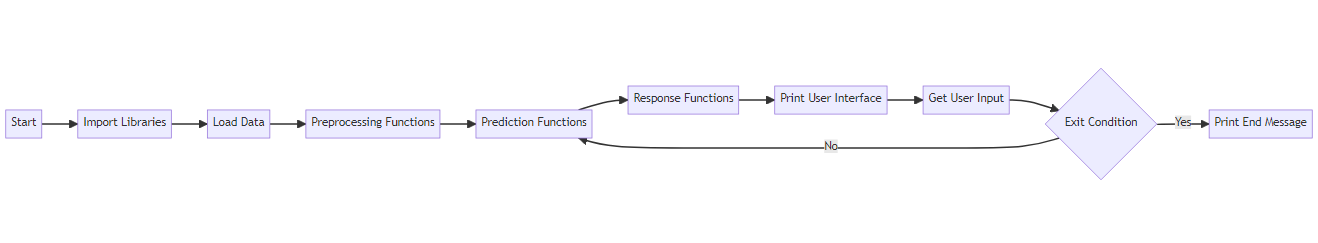 Start
Import Libraries
Load Data
Preprocessing Functions
Prediction Functions
Response Functions
Print User Interface
Get User Input
Exit Condition
Yes
Print End Message
No